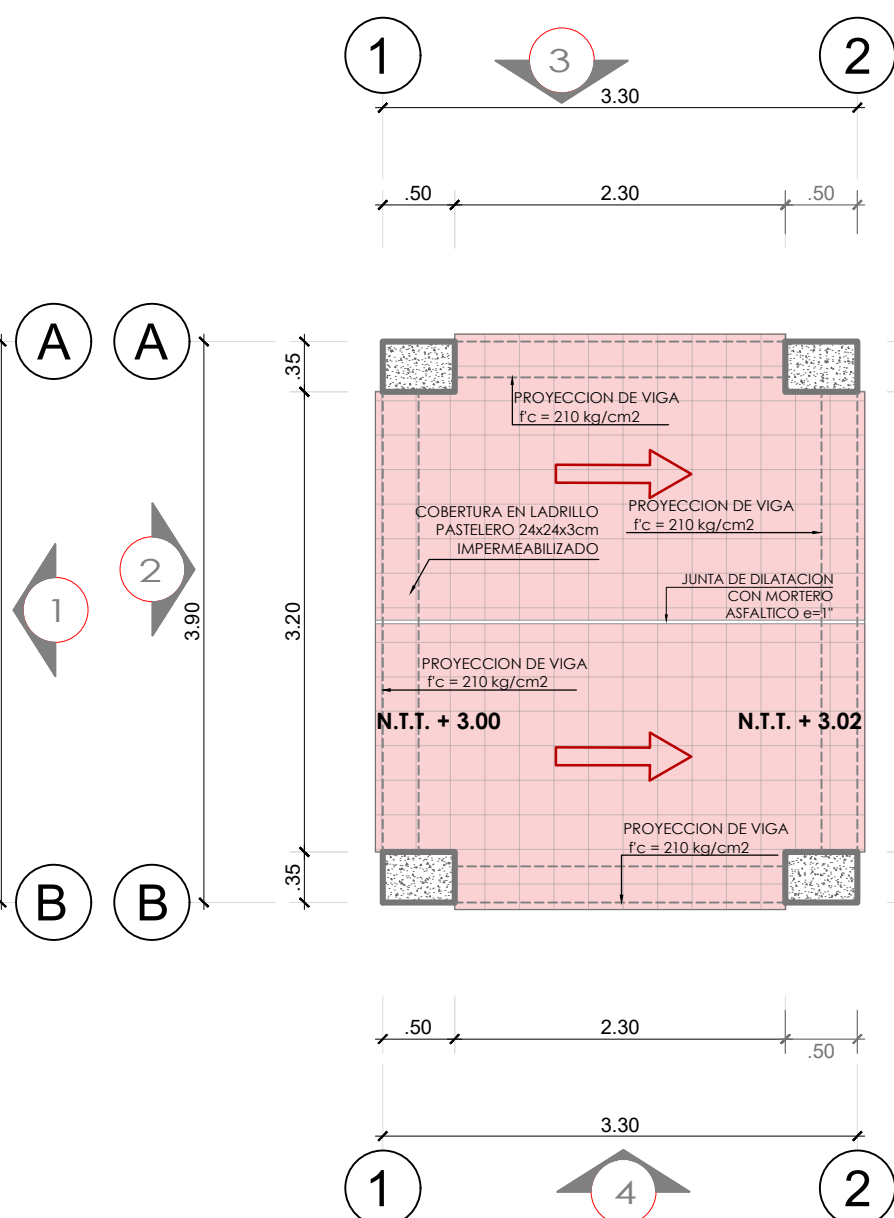 1
3
2
3.30
.50
2.30
.50
A
A
.35
PROYECCION DE VIGA
f'c = 210 kg/cm2
COBERTURA EN LADRILLO
PASTELERO 24x24x3cm
IMPERMEABILIZADO
PROYECCION DE VIGA
f'c = 210 kg/cm2
2
1
3.90
3.20
JUNTA DE DILATACION
CON MORTERO
ASFALTICO e=1"
PROYECCION DE VIGA
f'c = 210 kg/cm2
N.T.T. + 3.00
N.T.T. + 3.02
PROYECCION DE VIGA
f'c = 210 kg/cm2
.35
B
B
.50
2.30
.50
3.30
1
4
2